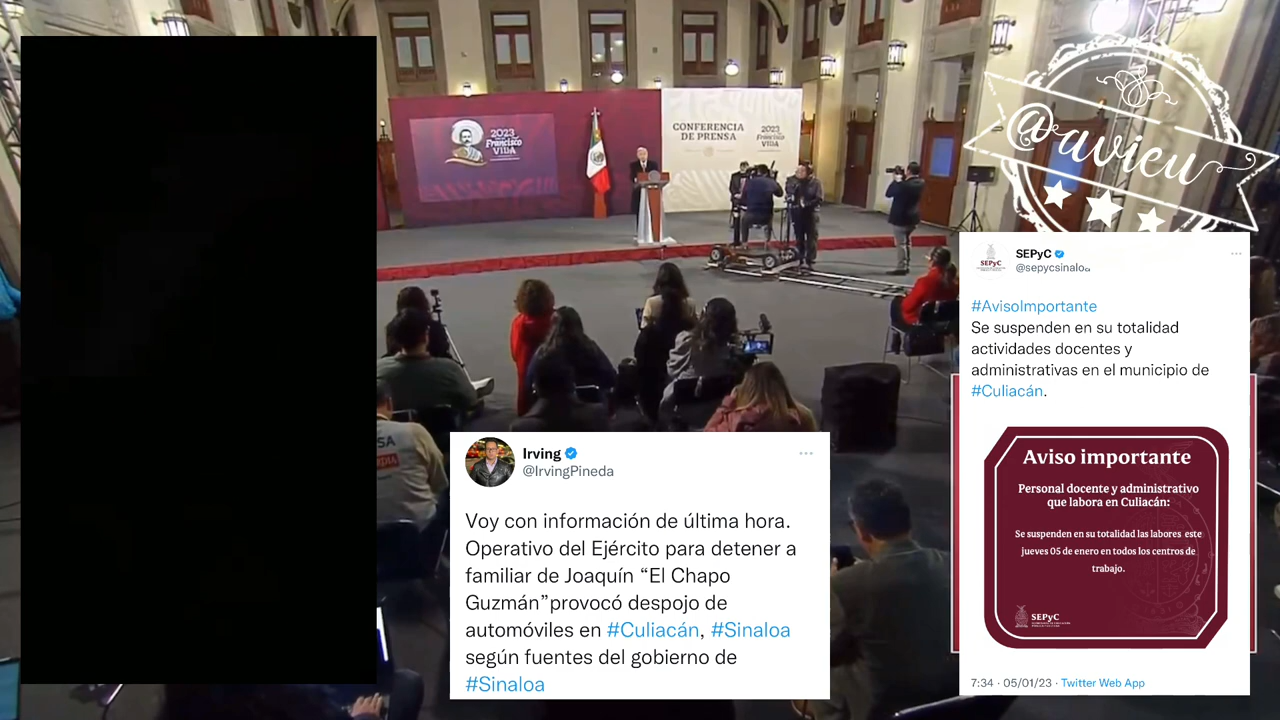 2023
Francisco
VILLA
CONFERENCIA
DE PRENSA
2023
Francisco
VILLA
@avicu
SEPyC
SEPyC
@sepycsinaloa
#AvisoImportante
Se suspenden en su totalidad
actividades docentes y
administrativas en el municipio de
#Culiacán.
Aviso importante
Personal docente y administrativo
que labora en Culiacán:
Se suspenden en su totalidad las labores este
jueves 05 de enero en todos los centros de
trabajo.
SEPyC
7:34 · 05/01/23 · Twitter Web App
Irving
@IrvingPineda
Voy con información de última hora.
Operativo del Ejército para detener a
familiar de Joaquín “El Chapo
Guzmán”provocó despojo de
automóviles en #Culiacán, #Sinaloa
según fuentes del gobierno de
#Sinaloa